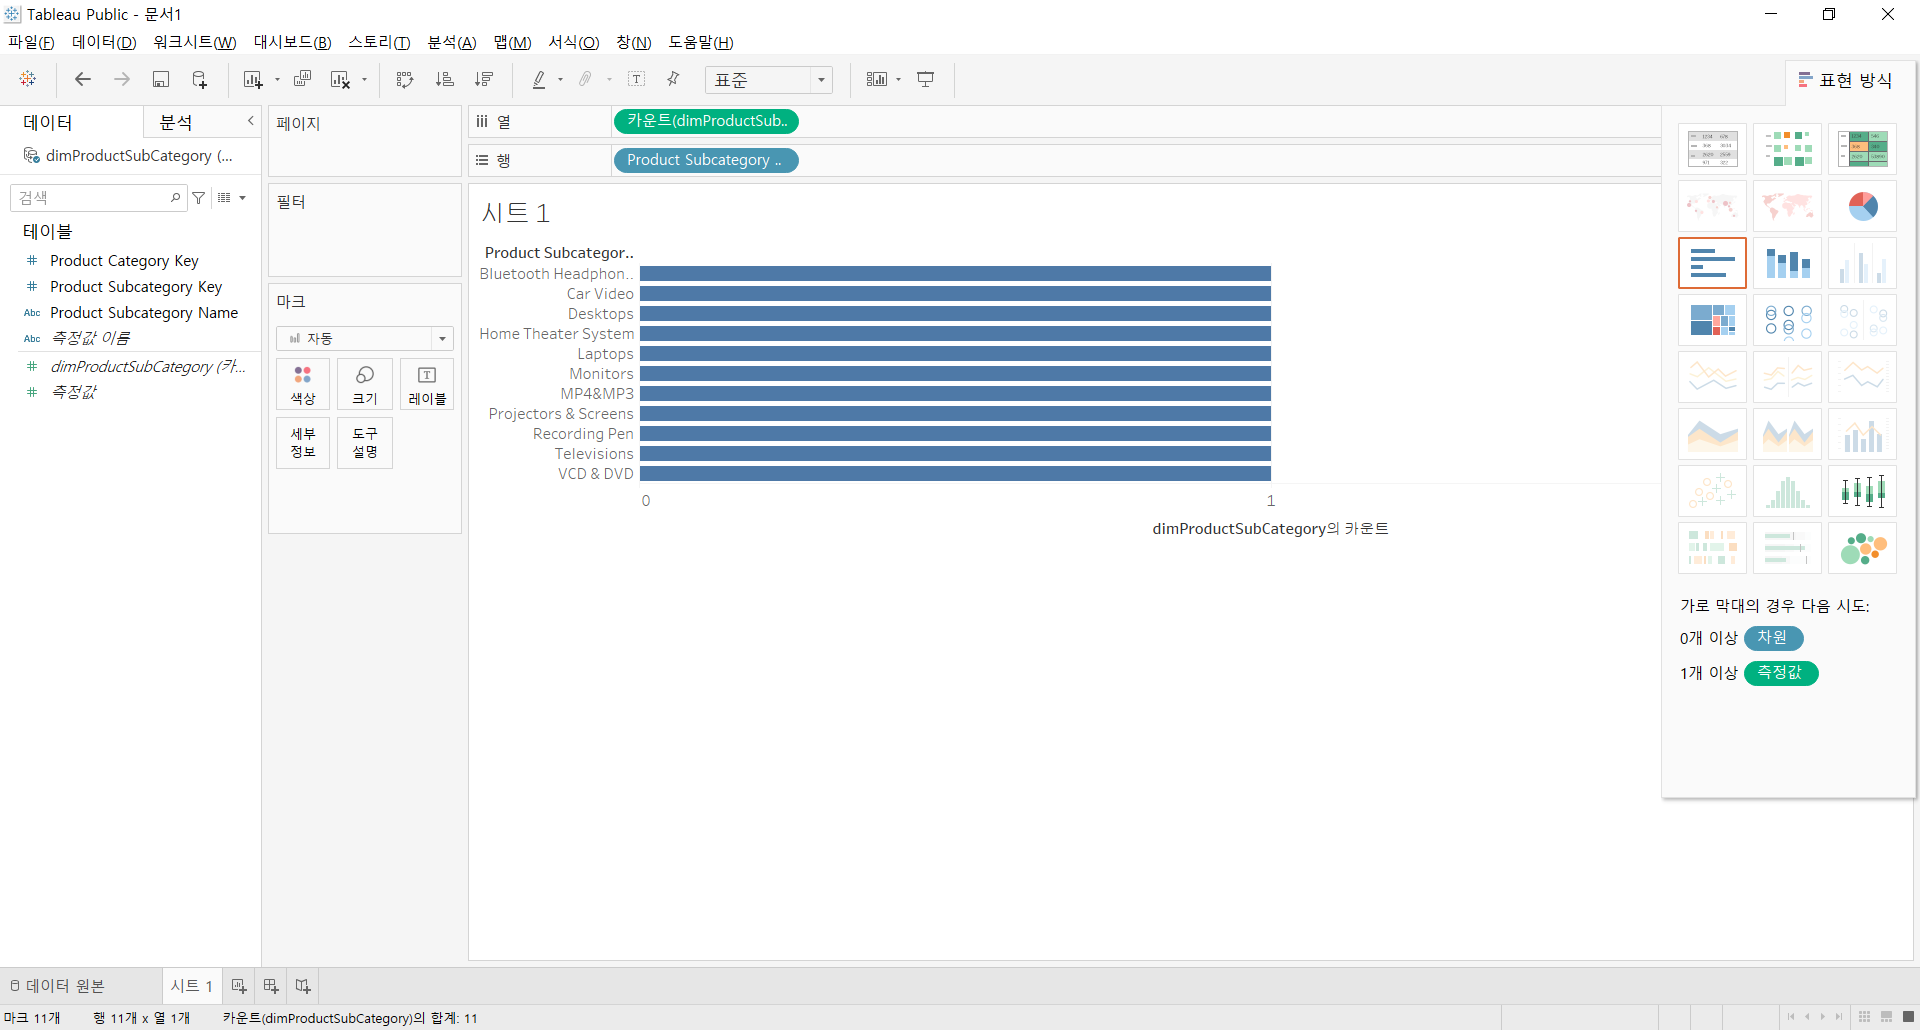 Tableau Public - 문서1
파일(F) 데이터(D) 워크시트(W) 대시보드(B) 스토리(T) 분석(A) 맵(M) 서식(O) 창(N) 도움말(H)
표준
표현 방식
데이터 분석
dimProductSubCategory (...
검색
테이블
Product Category Key
Product Subcategory Key
Abc Product Subcategory Name
Abc 측정값 이름
dimProductSubCategory (카...
측정값
페이지
필터
마크
자동
색상 크기 레이블
세부 정보 도구 설명
열 카운트(dimProductSub..
행 Product Subcategory ..
시트 1
Product Subcategor..
Bluetooth Headphon..
Car Video
Desktops
Home Theater System
Laptops
Monitors
MP4&MP3
Projectors & Screens
Recording Pen
Televisions
VCD & DVD
0 1
dimProductSubCategory의 카운트
가로 막대의 경우 다음 시도:
0개 이상 차원
1개 이상 측정값
데이터 원본 시트 1
마크 11개 행 11개 x 열 1개 카운트(dimProductSubCategory)의 합계: 11